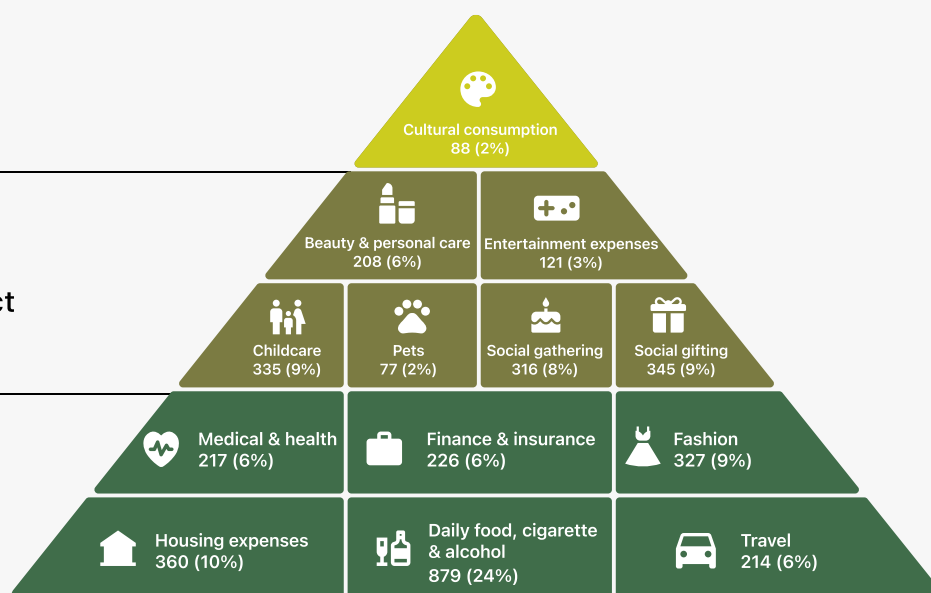 Cultural consumption
88 (2%)
Beauty & personal care
208 (6%)
Entertainment expenses
121 (3%)
ct
Childcare
335 (9%)
Pets
77 (2%)
Social gathering
316 (8%)
Social gifting
345 (9%)
Medical & health
217 (6%)
Finance & insurance
226 (6%)
Fashion
327 (9%)
Housing expenses
360 (10%)
Daily food, cigarette
& alcohol
879 (24%)
Travel
214 (6%)